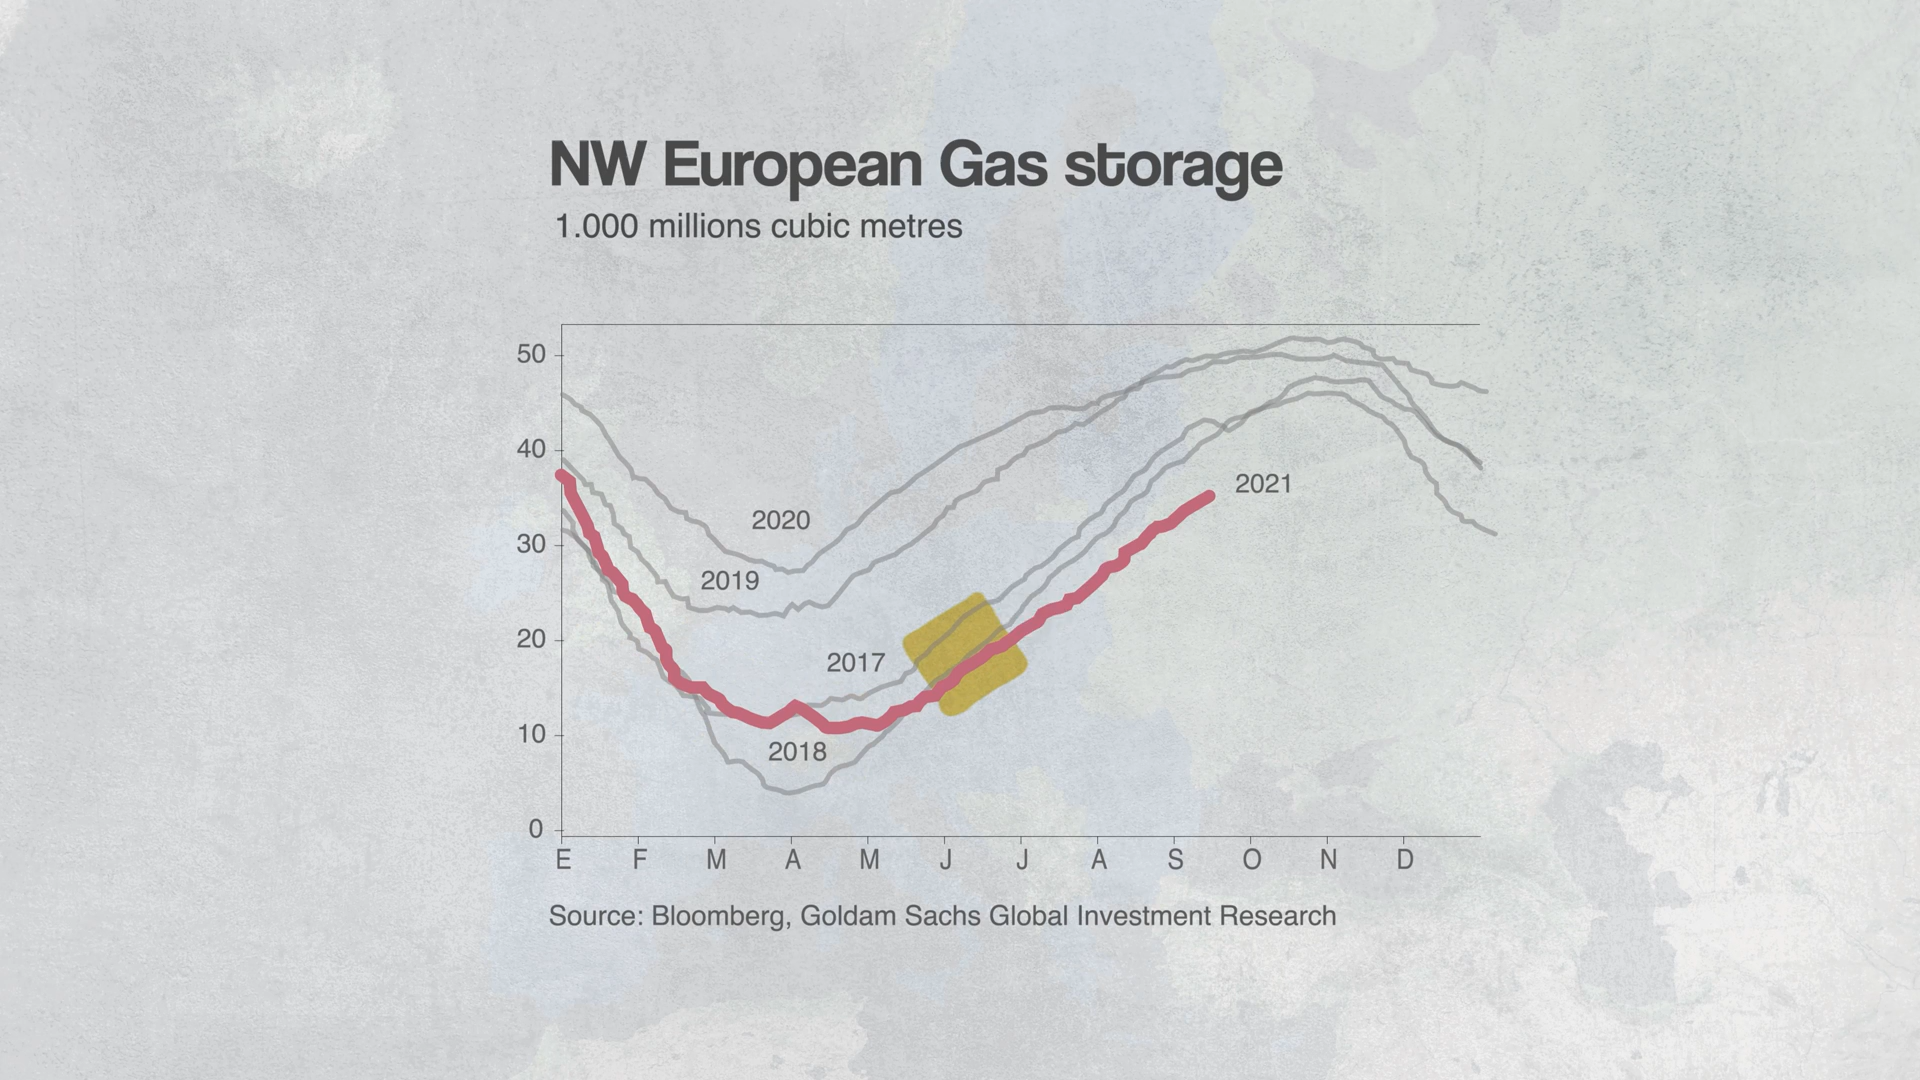 NW European Gas storage
1.000 millions cubic metres
50
40
30
20
10
0
2020
2019
2017
2018
2021
E F M A M J J A S O N D
Source: Bloomberg, Goldam Sachs Global Investment Research